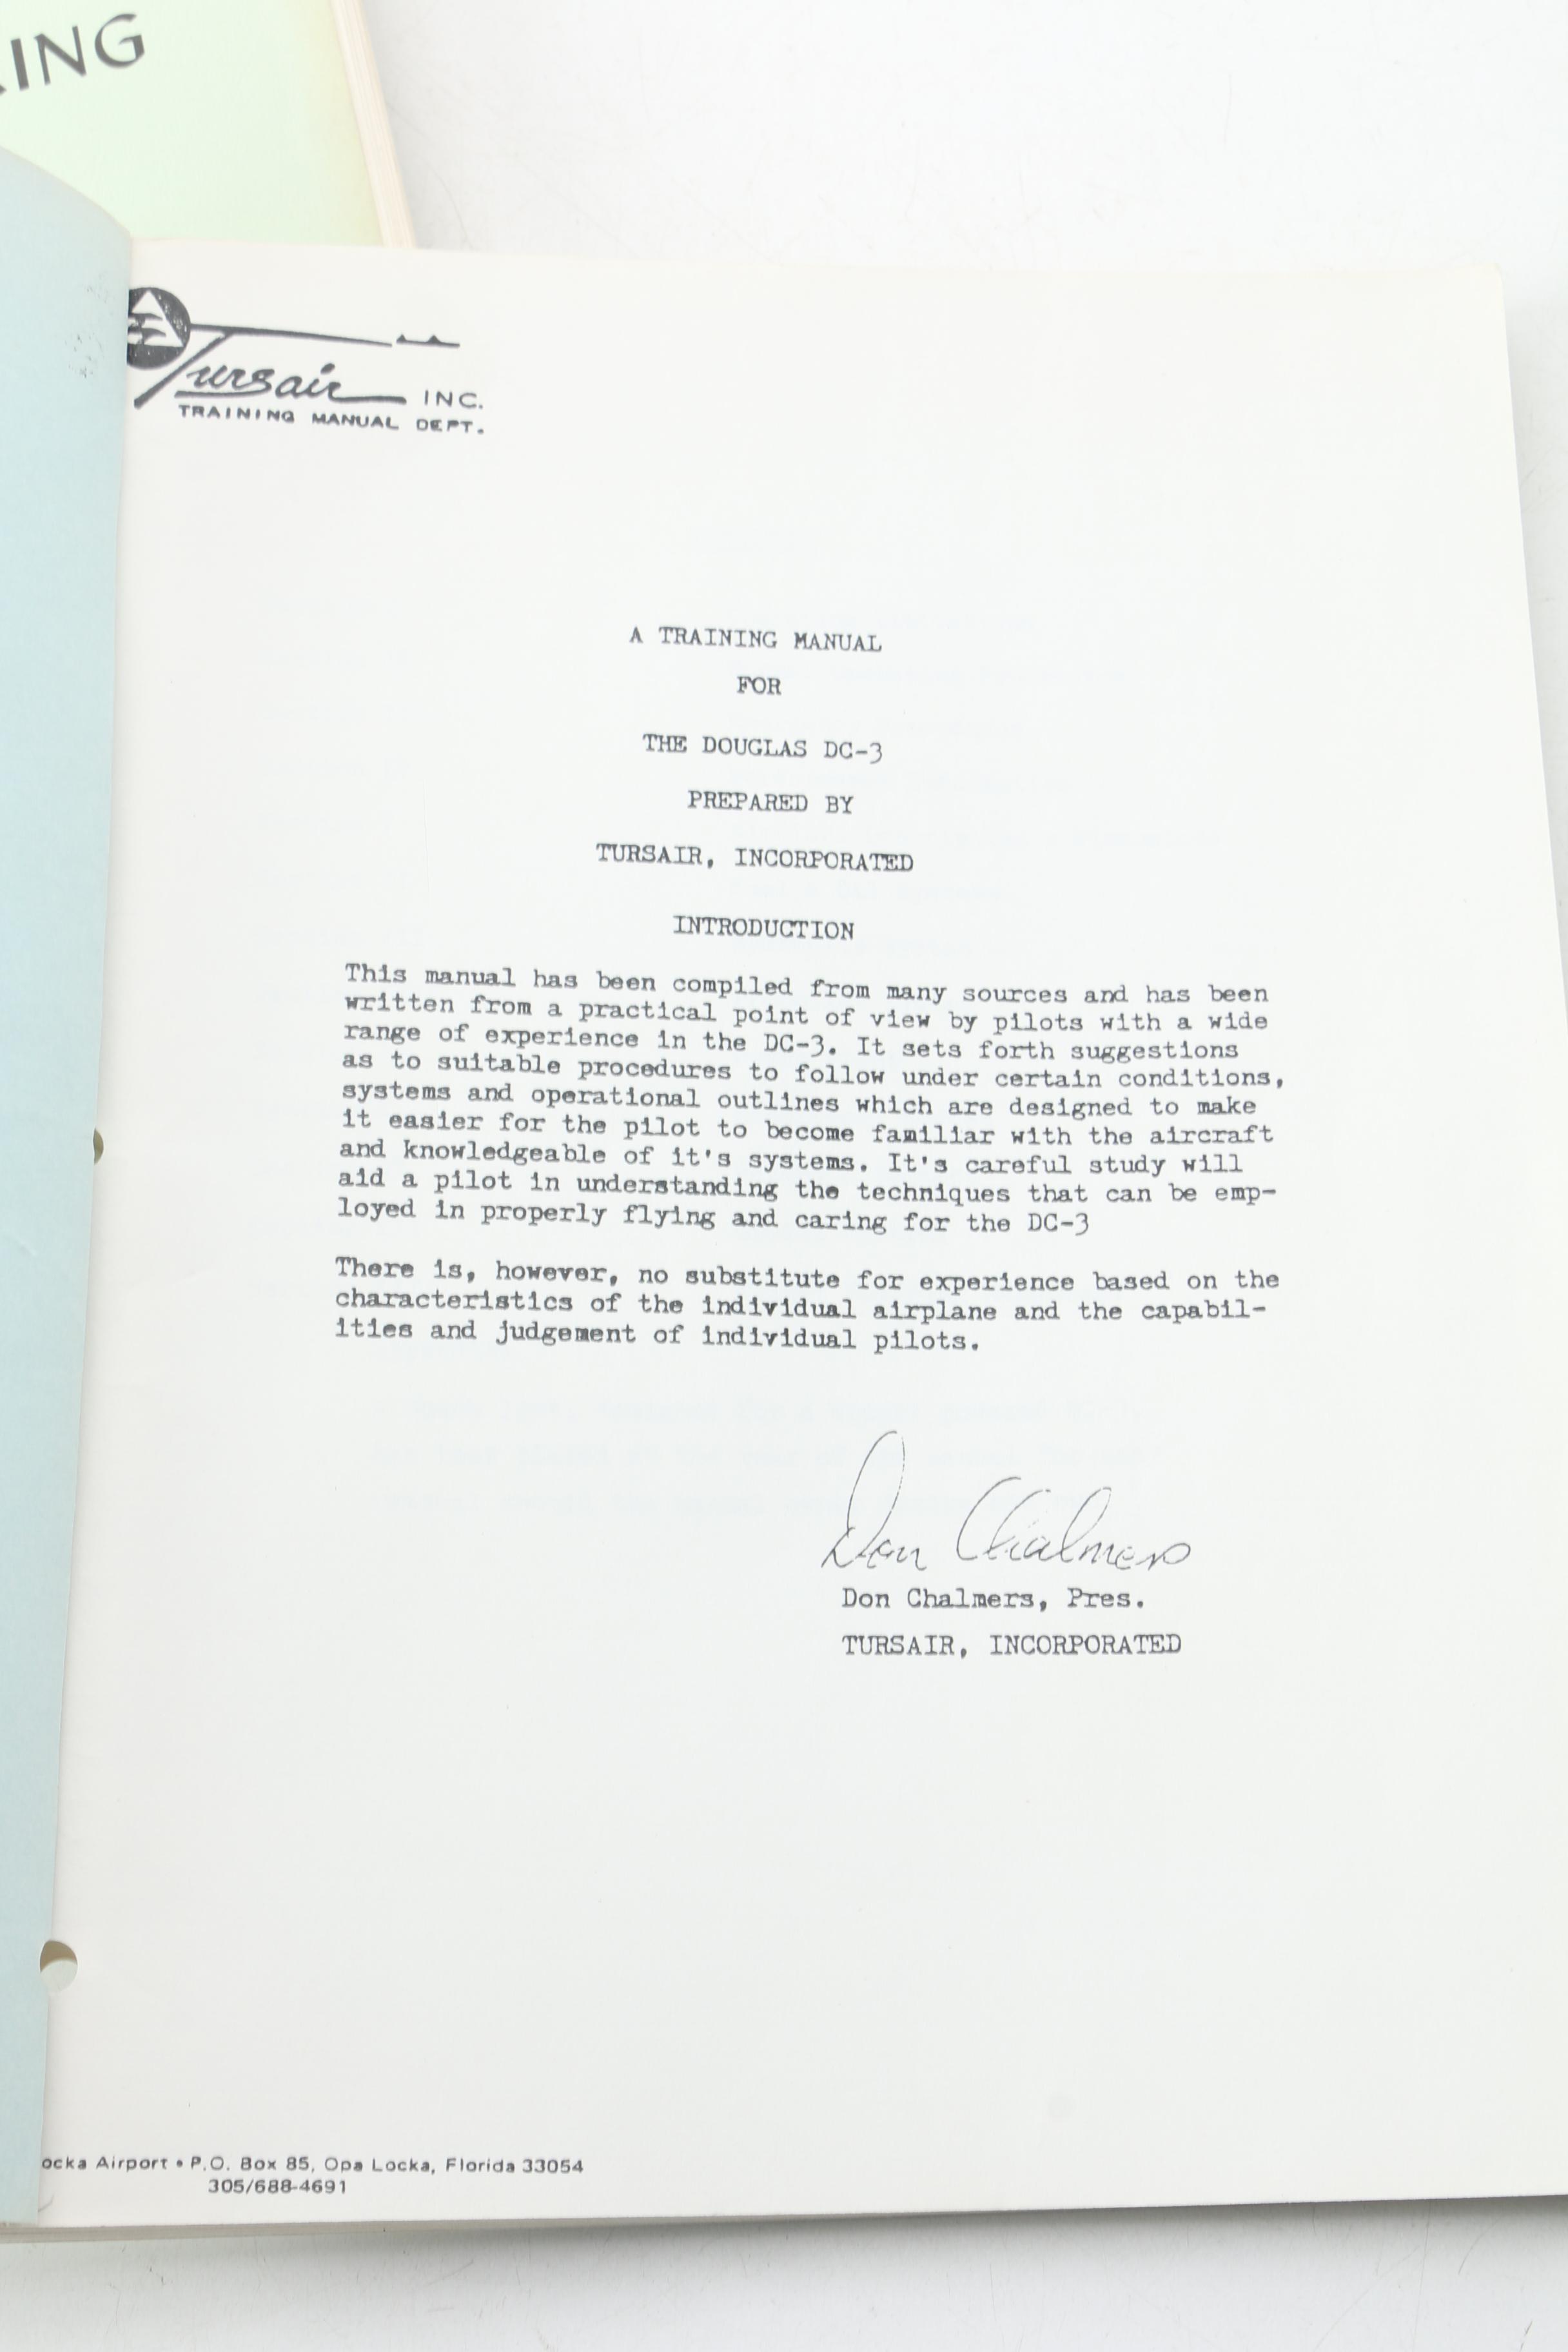 ING
Tursair INC.
TRAINING MANUAL DEPT.
A TRAINING MANUAL
FOR
THE DOUGLAS DC-3
PREPARED BY
TURSAIR, INCORPORATED
INTRODUCTION
This manual has been compiled from many sources and has been
written from a practical point of view by pilots with a wide
range of experience in the DC-3. It sets forth suggestions
as to suitable procedures to follow under certain conditions,
systems and operational outlines which are designed to make
it easier for the pilot to become familiar with the aircraft
and knowledgeable of it's systems. It's careful study will
aid a pilot in understanding the techniques that can be emp-
loyed in properly flying and caring for the DC-3
There is, however, no substitute for experience based on the
characteristics of the individual airplane and the capabil-
ities and judgement of individual pilots.
Don Chalmers
Don Chalmers, Pres.
TURSAIR, INCORPORATED
ocka Airport • P.O. Box 85, Opa Locka, Florida 33054
305/688-4691